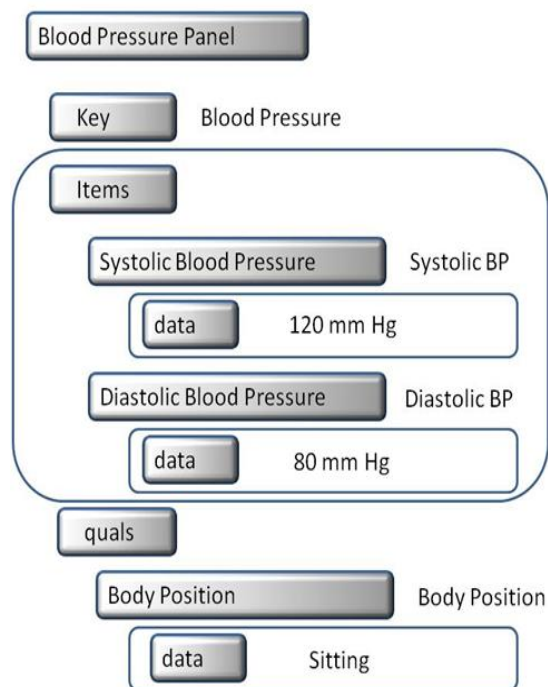 Blood Pressure Panel
Key Blood Pressure
Items
Systolic Blood Pressure Systolic BP
data 120 mm Hg
Diastolic Blood Pressure Diastolic BP
data 80 mm Hg
quals
Body Position Body Position
data Sitting